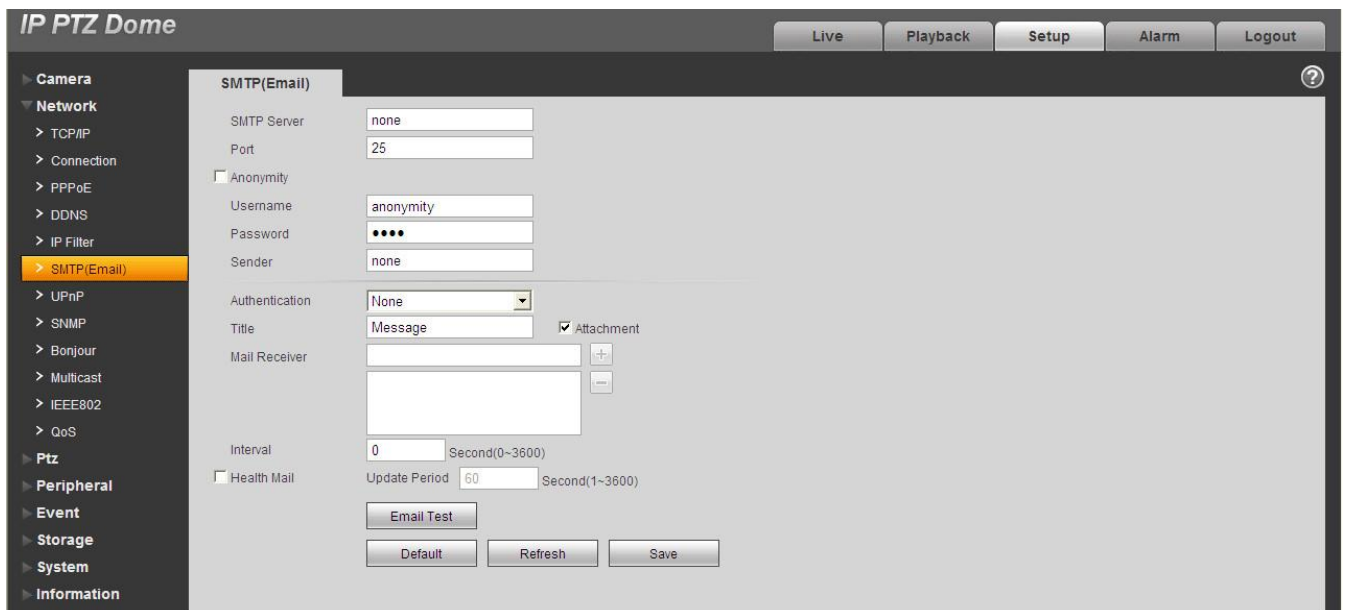 IP PTZ Dome
Live
Playback
Setup
Alarm
Logout
Camera
Network
> TCP/IP
> Connection
> PPPoE
> DDNS
> IP Filter
> SMTP(Email)
> UPnP
> SNMP
> Bonjour
> Multicast
> IEEE802
> QoS
Ptz
Peripheral
Event
Storage
System
Information
SMTP(Email)
?
SMTP Server none
Port 25
Anonymity
Username anonymity
Password ••••
Sender none
Authentication None
Title Message Attachment
Mail Receiver +
−
Interval 0 Second(0~3600)
Health Mail Update Period 60 Second(1~3600)
Email Test
Default Refresh Save